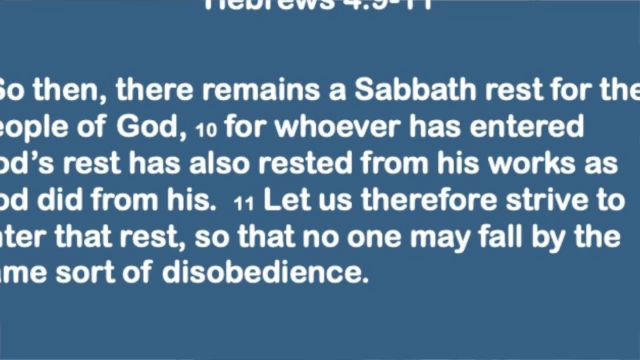 Hebrews 4:9-11
So then, there remains a Sabbath rest for the
eople of God, 10 for whoever has entered
od's rest has also rested from his works as
od did from his. 11 Let us therefore strive to
nter that rest, so that no one may fall by the
ame sort of disobedience.